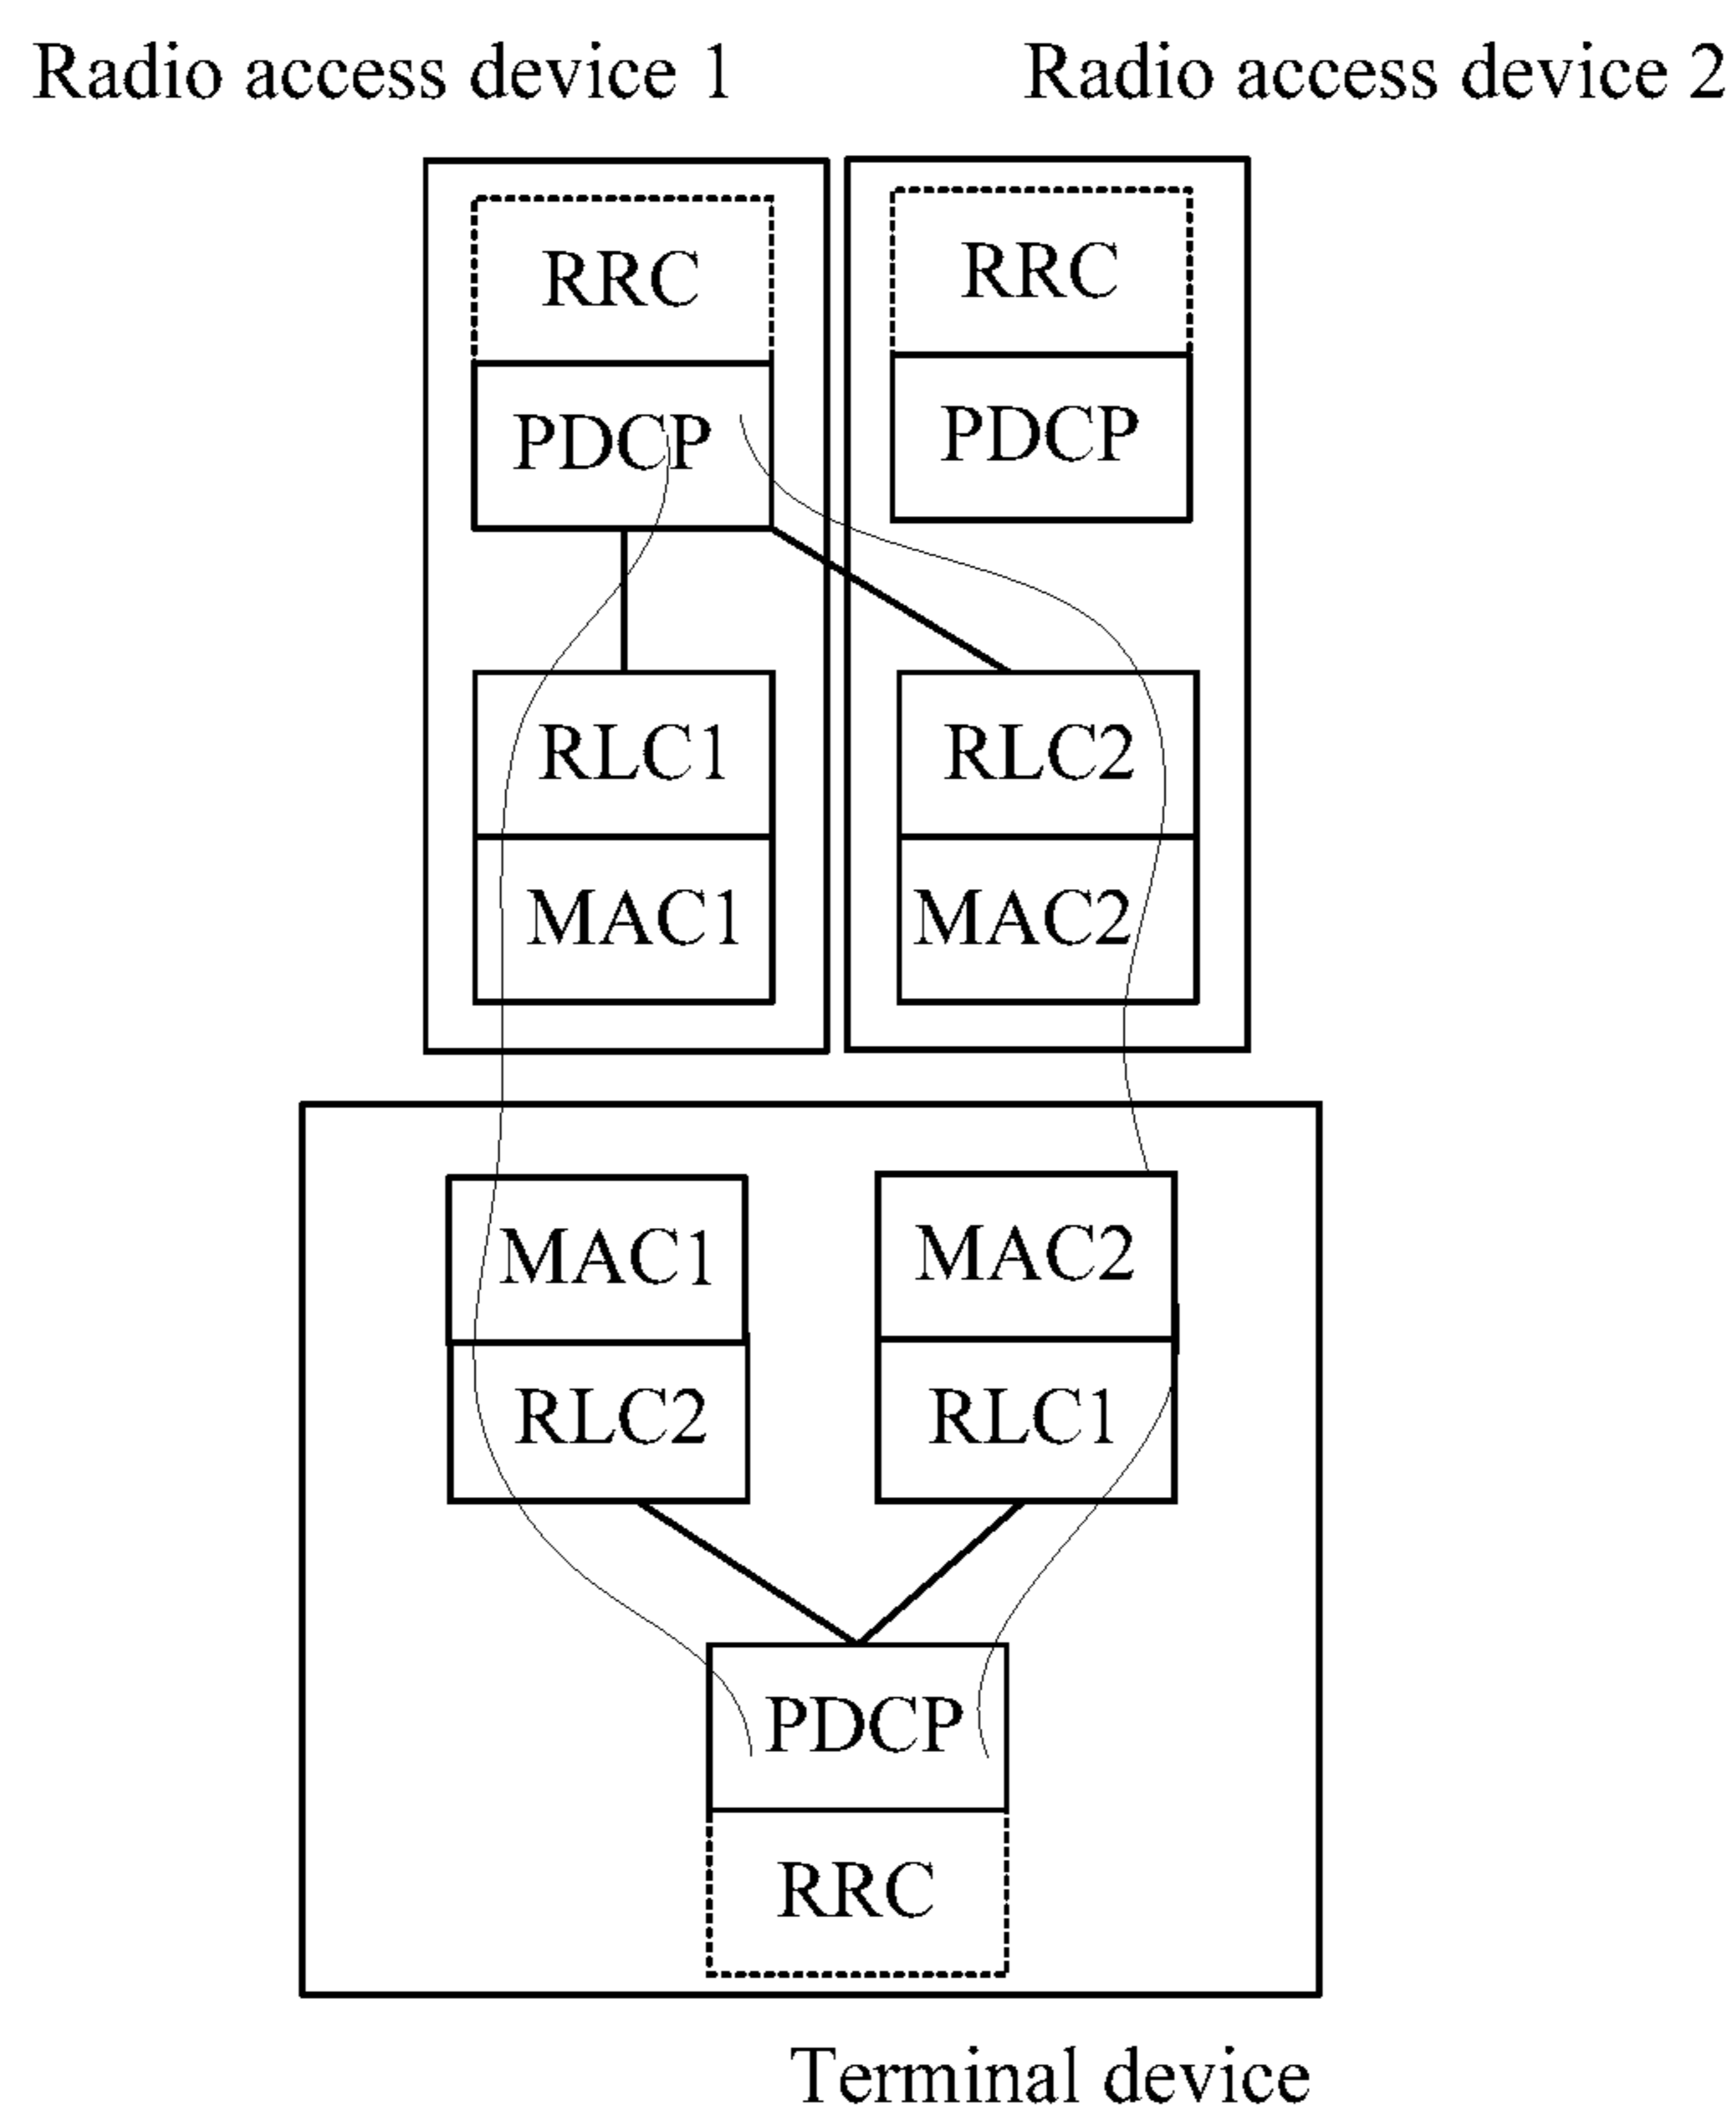 Radio access device 1
Radio access device 2
RRC
PDCP
RLC1
MAC1
RRC
PDCP
RLC2
MAC2
MAC1
RLC2
MAC2
RLC1
PDCP
RRC
Terminal device